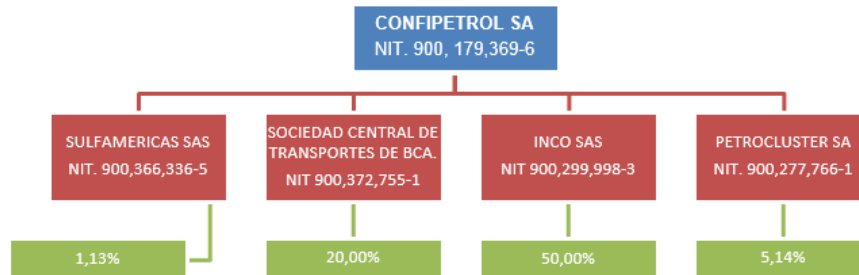 CONFIPETROL SA
NIT. 900, 179,369-6
SULFAMERICAS SAS
NIT. 900,366,336-5
SOCIEDAD CENTRAL DE
TRANSPORTES DE BCA.
NIT 900,372,755-1
INCO SAS
NIT 900,299,998-3
PETROCLUSTER SA
NIT. 900,277,766-1
1,13%
20,00%
50,00%
5,14%